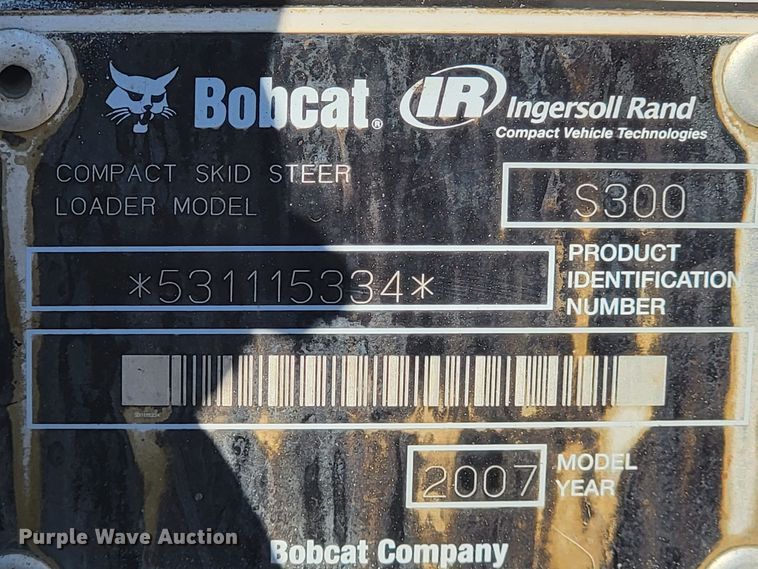 Bobcat® IR Ingersoll Rand
Compact Vehicle Technologies
COMPACT SKID STEER
LOADER MODEL
S300
*531115334*
PRODUCT
IDENTIFICATION
NUMBER
2007
MODEL
YEAR
Bobcat Company
Purple Wave Auction